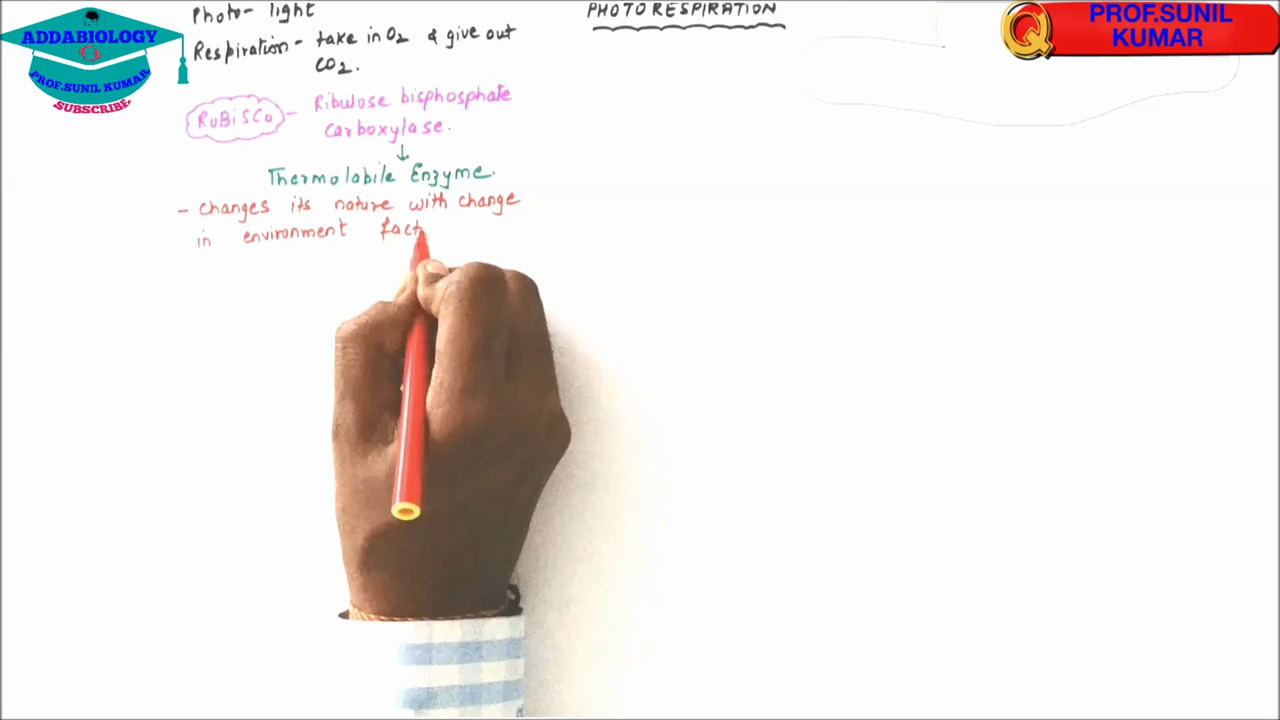 PHOTORESPIRATION
ADDABIOLOGY
PROF.SUNIL KUMAR
SUBSCRIBE
PROF.SUNIL
KUMAR
Photo- light
Respiration- take in O2 & give out
CO2.
RuBisCo - Ribulose bisphosphate
carboxylase.
↓
Thermolabile Enzyme.
- Changes its nature with change
in environment fact